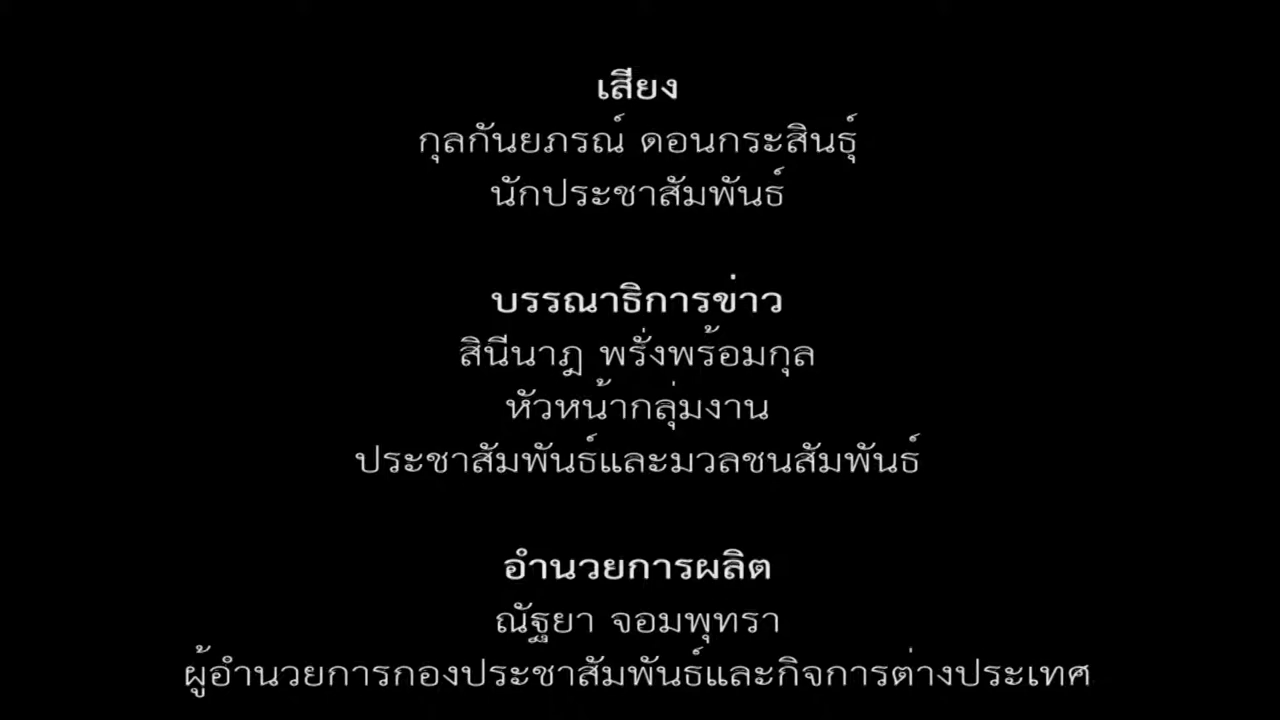 เสียง
กุลกันยภรณ์ ดอนกระสินธุ์
นักประชาสัมพันธ์
บรรณาธิการข่าว
สินีนาฎ พรั่งพร้อมกุล
หัวหน้ากลุ่มงาน
ประชาสัมพันธ์และมวลชนสัมพันธ์
อำนวยการผลิต
ณัฐยา จอมพุทรา
ผู้อำนวยการกองประชาสัมพันธ์และกิจการต่างประเทศ